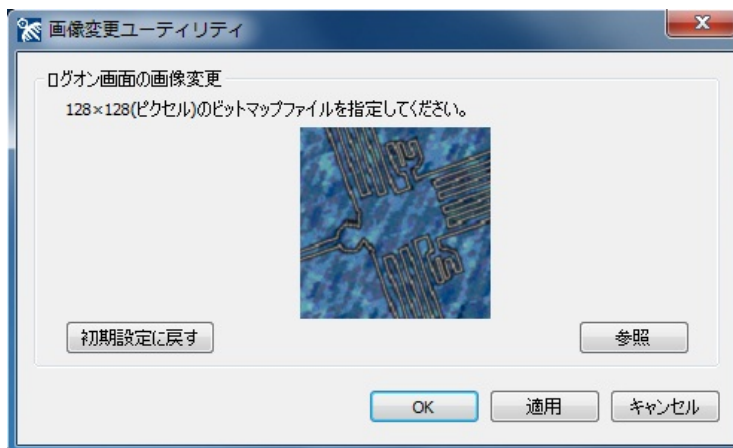 画像変更ユーティリティ
ログオン画面の画像変更
128×128(ピクセル)のビットマップファイルを指定してください。
初期設定に戻す
参照
OK
適用
キャンセル